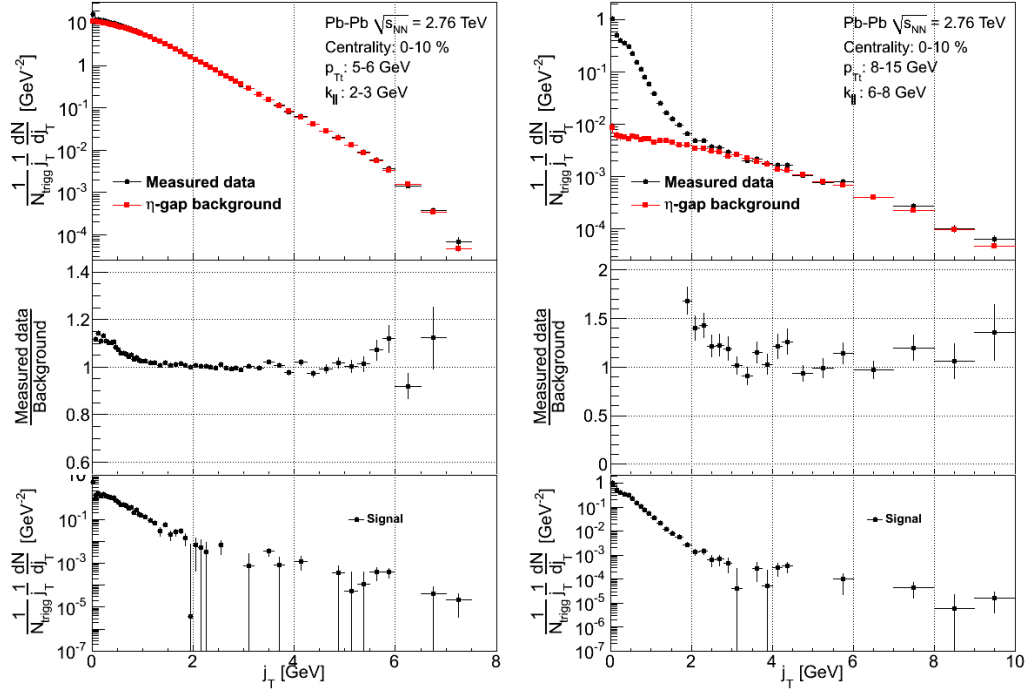 Pb-Pb √s_NN = 2.76 TeV
Centrality: 0-10 %
p_Tt: 5-6 GeV
k_||: 2-3 GeV
Measured data
η-gap background
1/N_trigg 1/j_T dN/dj_T [GeV^-2]
10
1
10^-1
10^-2
10^-3
10^-4
Measured data
Background
1.4
1.2
1
0.8
0.6
Signal
1/N_trigg 1/j_T dN/dj_T [GeV^-2]
10
10^-1
10^-3
10^-5
10^-7
0 2 4 6 8
j_T [GeV]
Pb-Pb √s_NN = 2.76 TeV
Centrality: 0-10 %
p_Tt: 8-15 GeV
k_||: 6-8 GeV
Measured data
η-gap background
1/N_trigg 1/j_T dN/dj_T [GeV^-2]
1
10^-1
10^-2
10^-3
10^-4
Measured data
Background
2
1.5
1
0.5
0
Signal
1/N_trigg 1/j_T dN/dj_T [GeV^-2]
1
10^-1
10^-2
10^-3
10^-4
10^-5
10^-6
10^-7
0 2 4 6 8 10
j_T [GeV]